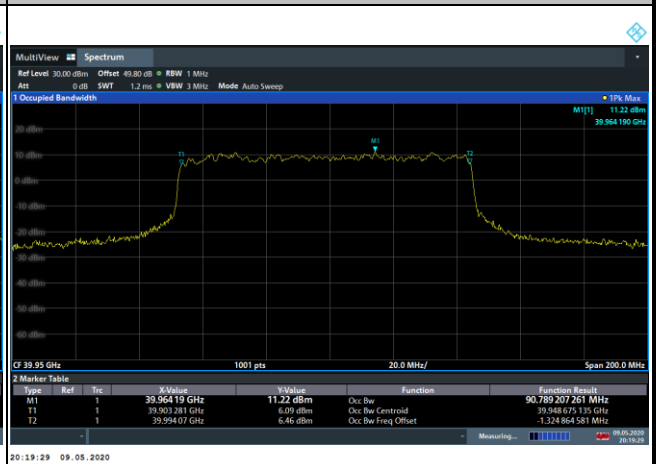 MultiView Spectrum
Ref Level 30.00 dBm Offset 49.80 dB RBW 1 MHz
Att 0 dB SWT 1.2 ms VBW 3 MHz Mode Auto Sweep
1 Occupied Bandwidth 1Pk Max
M1[1] 11.22 dBm
39.964 190 GHz
20 dBm
M1
10 dBm
T1
T2
0 dBm
-10 dBm
-20 dBm
-30 dBm
-40 dBm
-50 dBm
-60 dBm
CF 39.95 GHz 1001 pts 20.0 MHz/ Span 200.0 MHz
2 Marker Table
Type Ref Trc X-Value Y-Value Function Function Result
M1 1 39.964 19 GHz 11.22 dBm Occ Bw 90.789 207 261 MHz
T1 1 39.903 281 GHz 6.09 dBm Occ Bw Centroid 39.948 675 135 GHz
T2 1 39.994 07 GHz 6.46 dBm Occ Bw Freq Offset -1.324 864 581 MHz
Measuring... 09.05.2020
20:19:29
20:19:29 09.05.2020